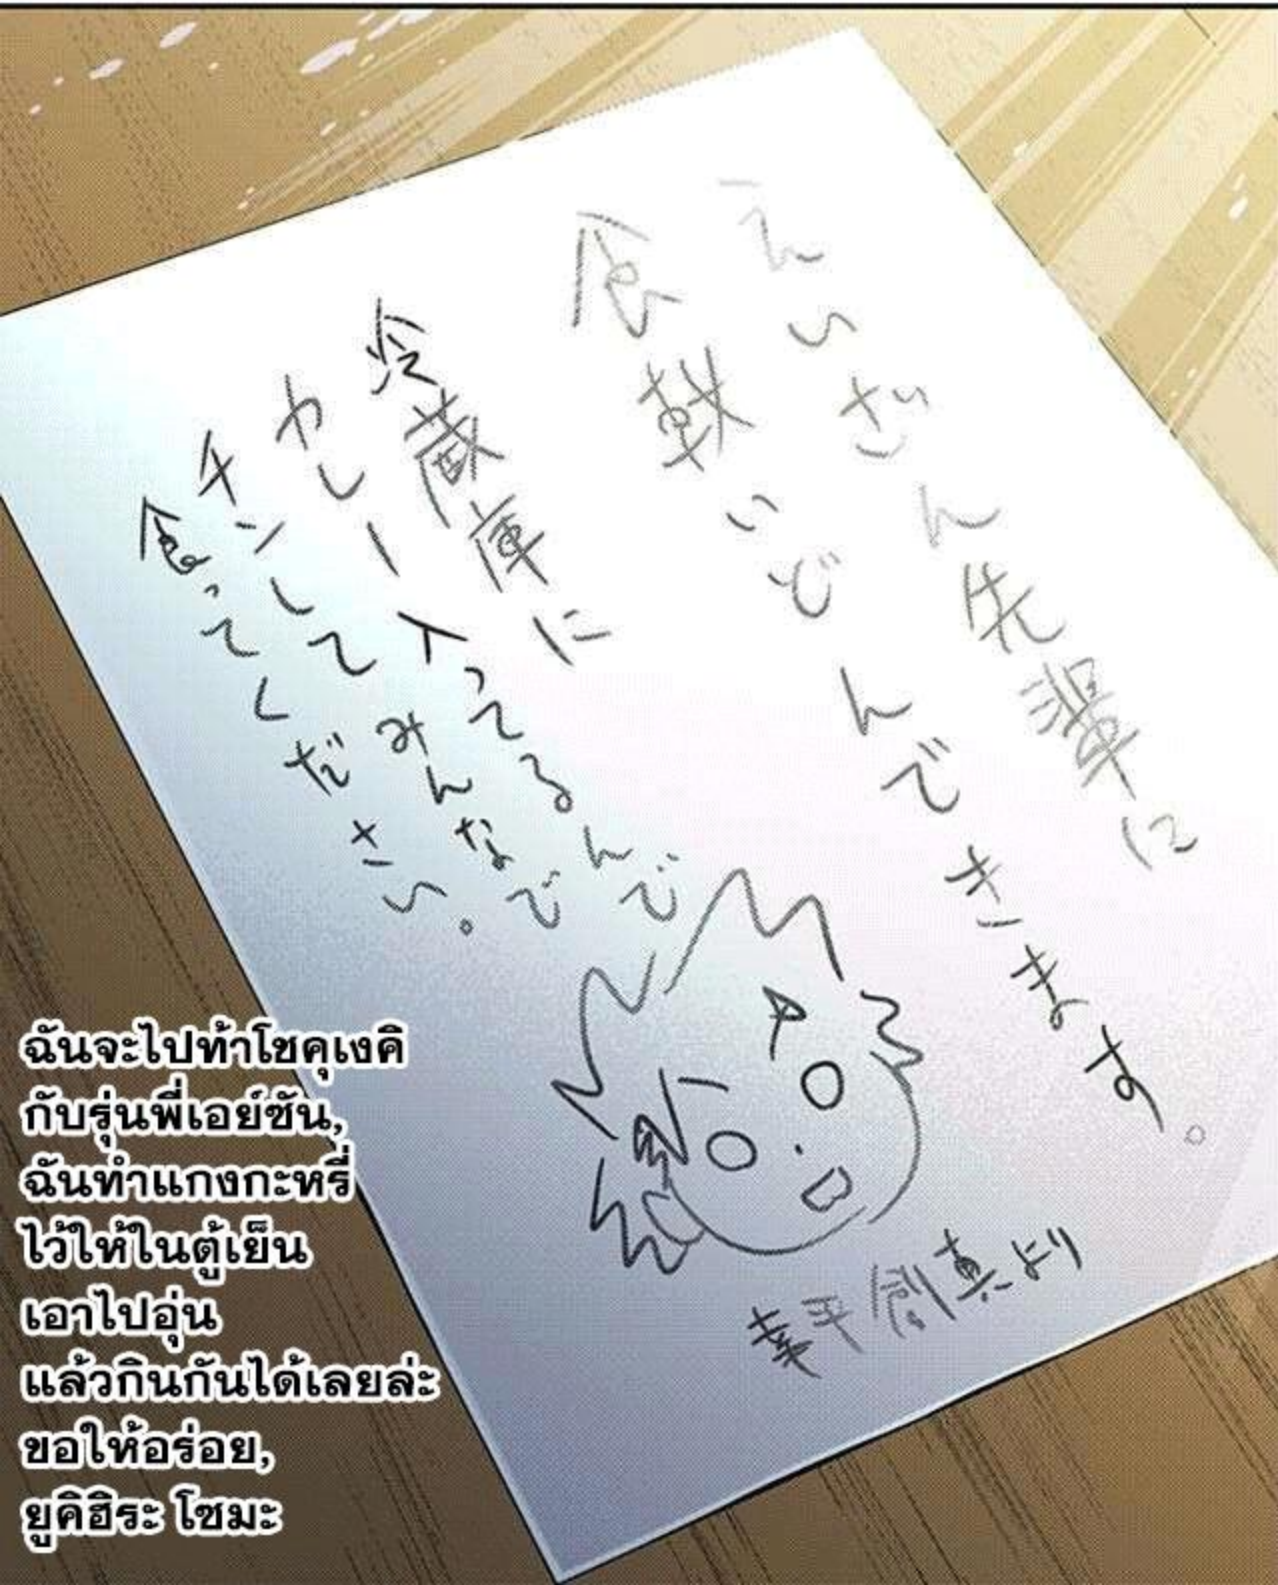 えいざん先輩に
食戟いどんできます。
冷蔵庫に
カレー入ってるんで
チンしてみんなで
食ってください。
幸平創真より
ฉันจะไปท้าโชคุเงคิ
กับรุ่นพี่เอย์ซัน,
ฉันทำแกงกะหรี่
ไว้ให้ในตู้เย็น
เอาไปอุ่น
แล้วกินกันได้เลยล่ะ
ขอให้อร่อย,
ยูคิฮิระ โซมะ